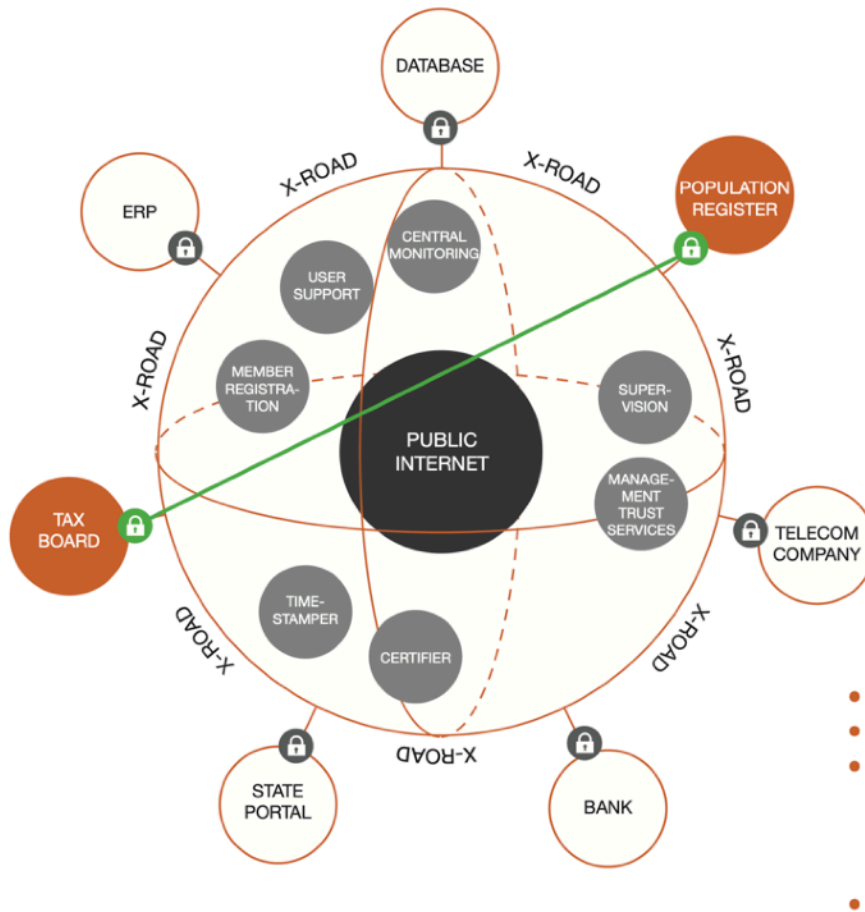 DATABASE
X-ROAD
X-ROAD
POPULATION
REGISTER
ERP
CENTRAL
MONITORING
USER
SUPPORT
X-ROAD
X-ROAD
MEMBER
REGISTRA-
TION
SUPER-
VISION
PUBLIC
INTERNET
MANAGE-
MENT
TRUST
SERVICES
TAX
BOARD
TELECOM
COMPANY
TIME-
STAMPER
CERTIFIER
X-ROAD
X-ROAD
X-ROAD
STATE
PORTAL
BANK